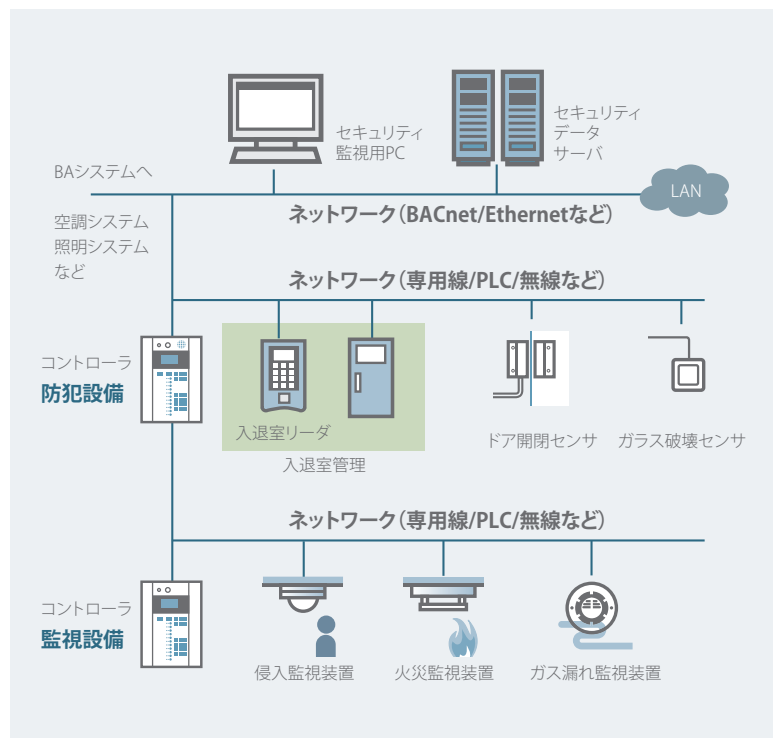 セキュリティ
監視用PC
セキュリティ
データ
サーバ
BAシステムへ
LAN
ネットワーク（BACnet/Ethernetなど）
空調システム
照明システム
など
ネットワーク（専用線/PLC/無線など）
コントローラ
防犯設備
入退室リーダ
入退室管理
ドア開閉センサ
ガラス破壊センサ
ネットワーク（専用線/PLC/無線など）
コントローラ
監視設備
侵入監視装置
火災監視装置
ガス漏れ監視装置